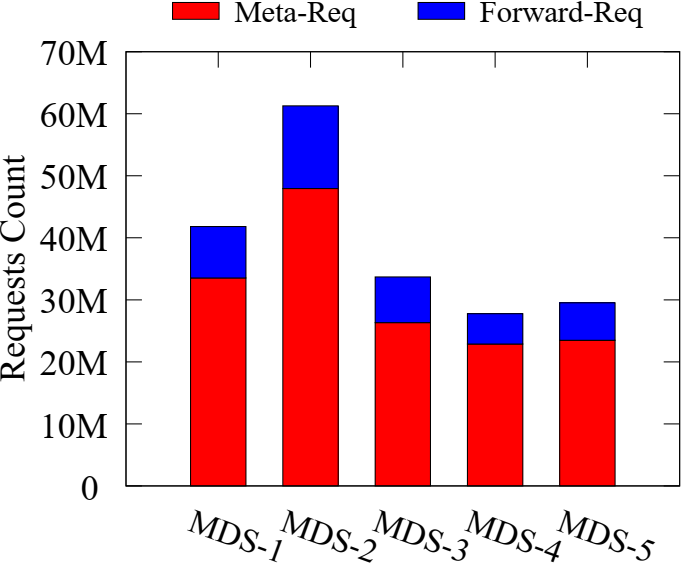 Meta-Req Forward-Req
Requests Count
70M
60M
50M
40M
30M
20M
10M
0
MDS-1 MDS-2 MDS-3 MDS-4 MDS-5